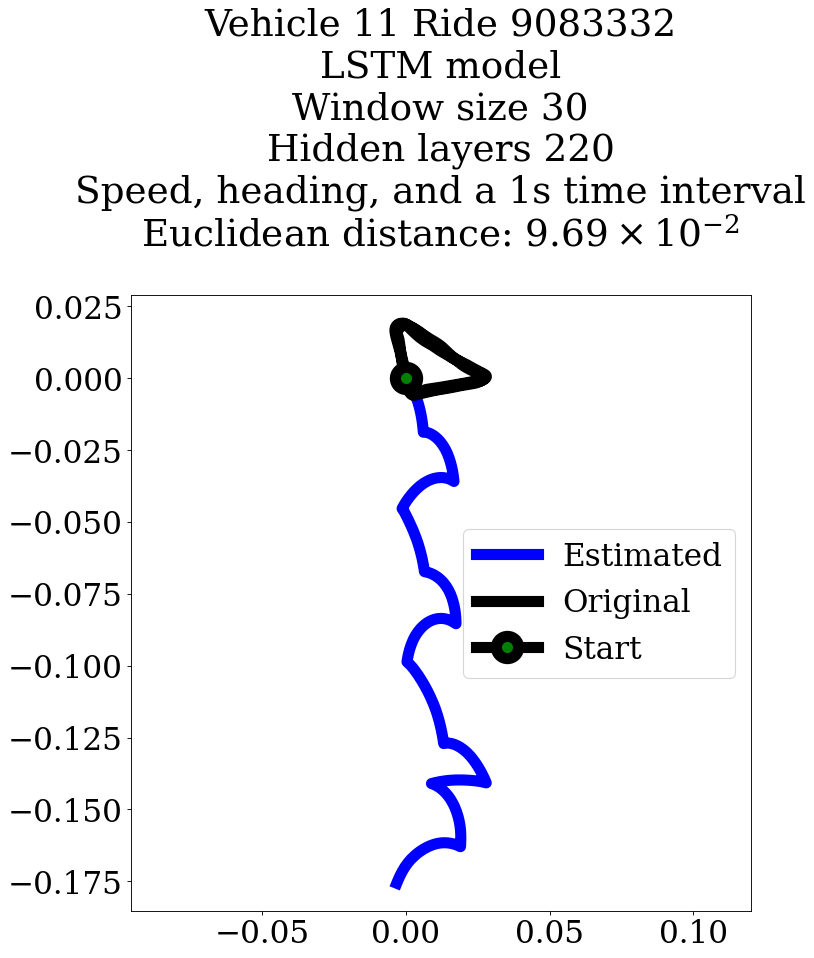 Vehicle 11 Ride 9083332
LSTM model
Window size 30
Hidden layers 220
Speed, heading, and a 1s time interval
Euclidean distance: 9.69 × 10⁻²
0.025
0.000
−0.025
−0.050
−0.075
−0.100
−0.125
−0.150
−0.175
Estimated
Original
Start
−0.05
0.00
0.05
0.10